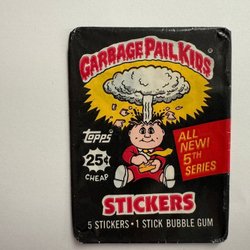 GARBAGE PAIL KIDS
Topps
25¢
CHEAP
ALL
NEW!
5TH
SERIES
STICKERS
5 STICKERS • 1 STICK BUBBLE GUM